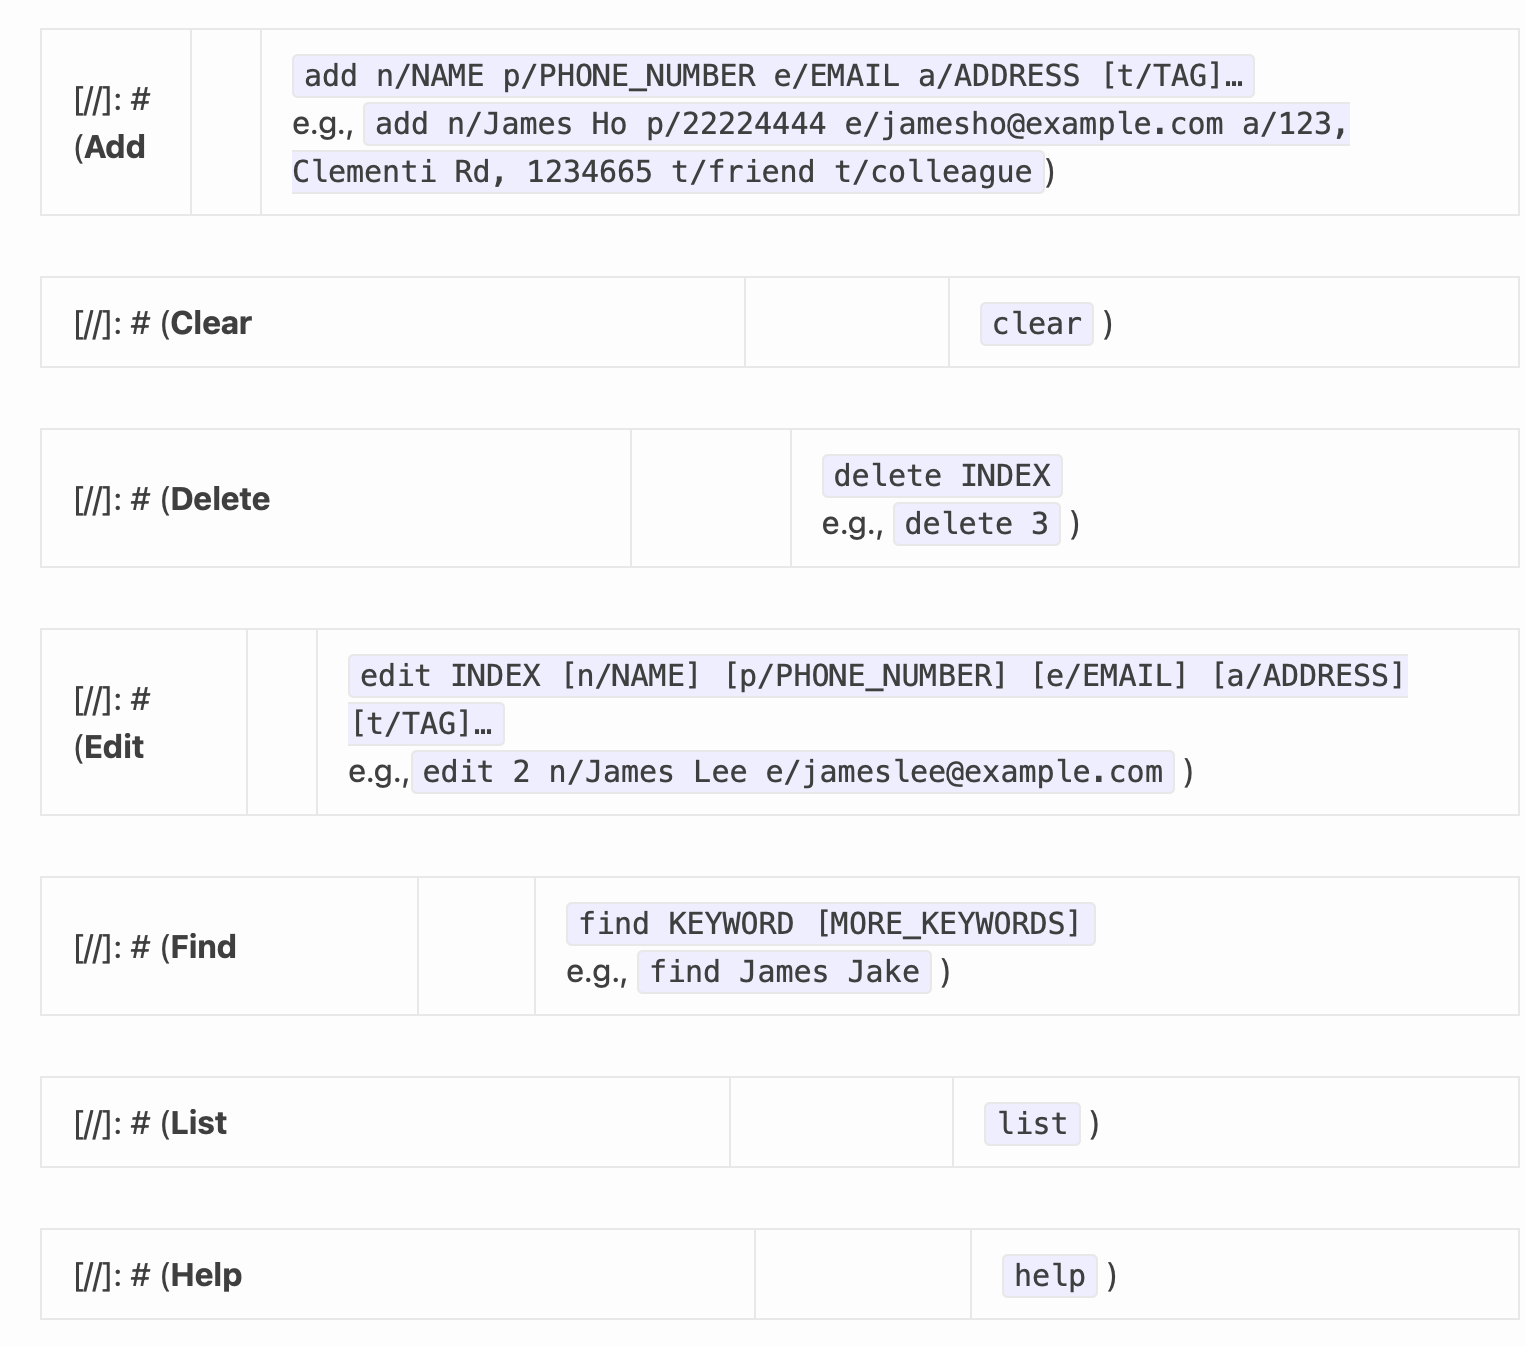 [//]: #
(Add
add n/NAME p/PHONE_NUMBER e/EMAIL a/ADDRESS [t/TAG]…
e.g., add n/James Ho p/22224444 e/jamesho@example.com a/123,
Clementi Rd, 1234665 t/friend t/colleague)
[//]: # (Clear
clear )
[//]: # (Delete
delete INDEX
e.g., delete 3 )
[//]: #
(Edit
edit INDEX [n/NAME] [p/PHONE_NUMBER] [e/EMAIL] [a/ADDRESS]
[t/TAG]…
e.g., edit 2 n/James Lee e/jameslee@example.com )
[//]: # (Find
find KEYWORD [MORE_KEYWORDS]
e.g., find James Jake )
[//]: # (List
list )
[//]: # (Help
help )